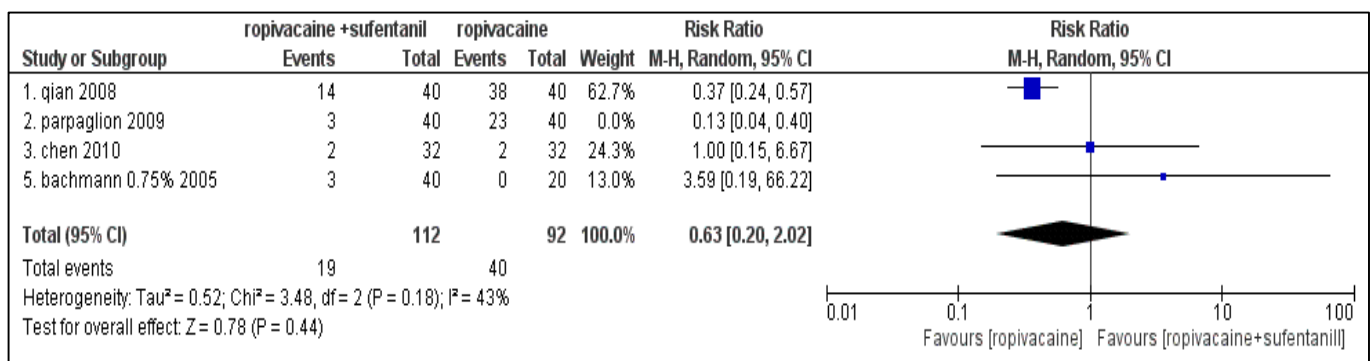 ropivacaine +sufentanil ropivacaine Risk Ratio Risk Ratio
Study or Subgroup Events Total Events Total Weight M-H, Random, 95% CI M-H, Random, 95% CI
1. qian 2008 14 40 38 40 62.7% 0.37 [0.24, 0.57]
2. parpaglion 2009 3 40 23 40 0.0% 0.13 [0.04, 0.40]
3. chen 2010 2 32 2 32 24.3% 1.00 [0.15, 6.67]
5. bachmann 0.75% 2005 3 40 0 20 13.0% 3.59 [0.19, 66.22]
Total (95% CI) 112 92 100.0% 0.63 [0.20, 2.02]
Total events 19 40
Heterogeneity: Tau² = 0.52; Chi² = 3.48, df = 2 (P = 0.18); I² = 43%
Test for overall effect: Z = 0.78 (P = 0.44)
0.01 0.1 1 10 100
Favours [ropivacaine] Favours [ropivacaine+sufentanill]